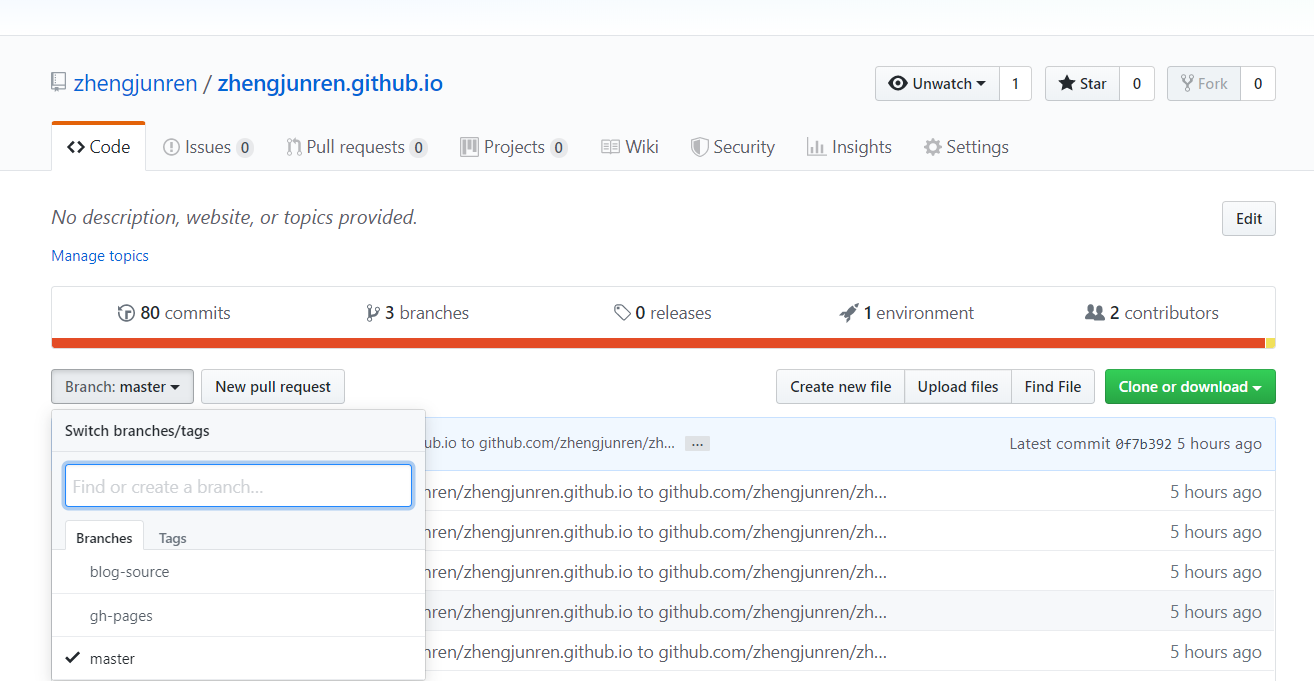 zhengjunren / zhengjunren.github.io Unwatch 1 Star 0 Fork 0
Code Issues 0 Pull requests 0 Projects 0 Wiki Security Insights Settings
No description, website, or topics provided. Edit
Manage topics
80 commits 3 branches 0 releases 1 environment 2 contributors
Branch: master New pull request Create new file Upload files Find File Clone or download
Switch branches/tags
ub.io to github.com/zhengjunren/zh... ... Latest commit 0f7b392 5 hours ago
Find or create a branch...
nren/zhengjunren.github.io to github.com/zhengjunren/zh... 5 hours ago
Branches Tags
nren/zhengjunren.github.io to github.com/zhengjunren/zh... 5 hours ago
blog-source
nren/zhengjunren.github.io to github.com/zhengjunren/zh... 5 hours ago
gh-pages
nren/zhengjunren.github.io to github.com/zhengjunren/zh... 5 hours ago
master
nren/zhengjunren.github.io to github.com/zhengjunren/zh... 5 hours ago